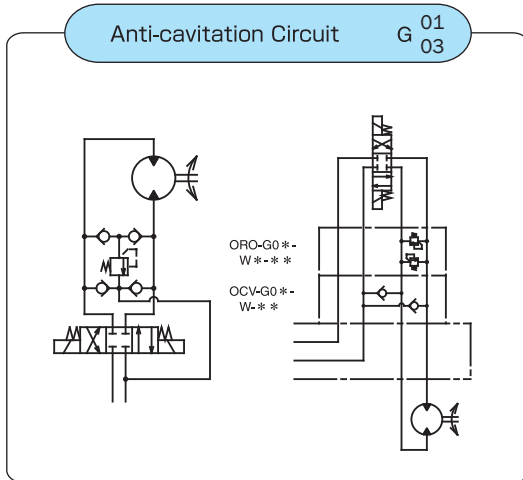 Anti-cavitation Circuit G 01
03
ORO-G0＊-
W＊-＊＊
OCV-G0＊-
W-＊＊